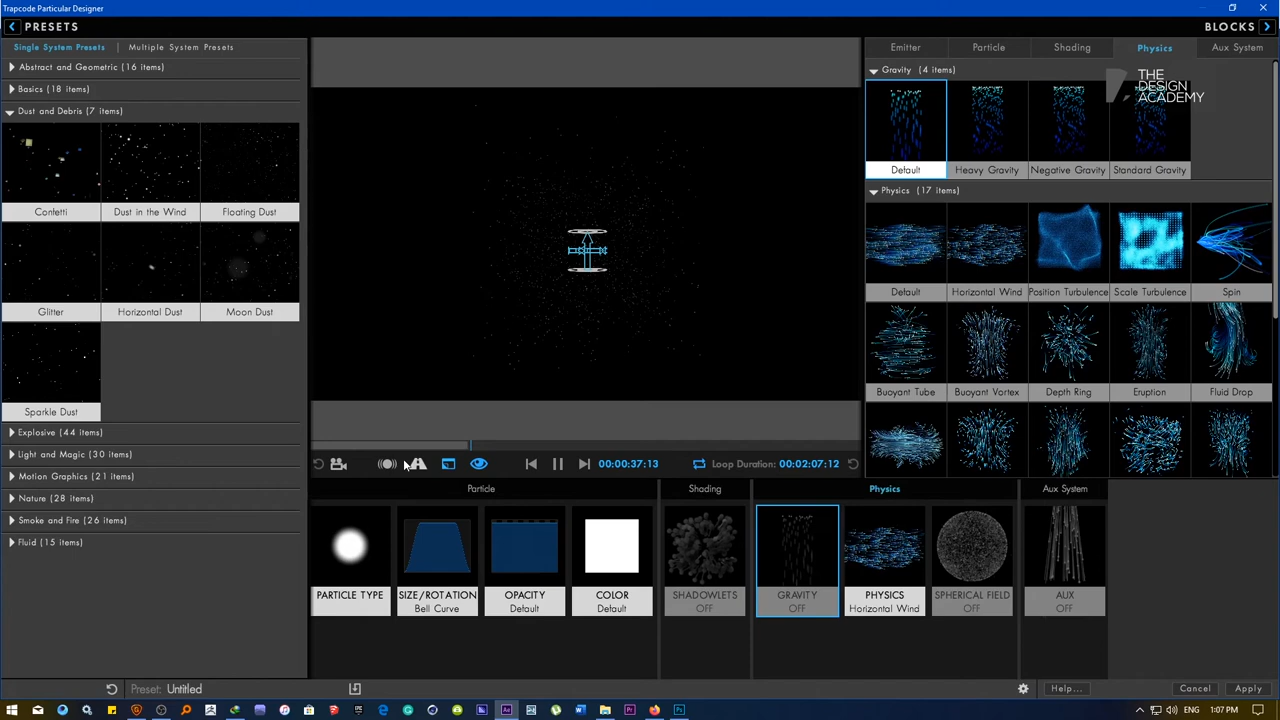 Trapcode Particular Designer
PRESETS
BLOCKS
Single System Presets | Multiple System Presets
Abstract and Geometric (16 items)
Basics (18 items)
Dust and Debris (7 items)
Confetti
Dust in the Wind
Floating Dust
Glitter
Horizontal Dust
Moon Dust
Sparkle Dust
Explosive (44 items)
Light and Magic (30 items)
Motion Graphics (21 items)
Nature (28 items)
Smoke and Fire (26 items)
Fluid (15 items)
Emitter
Particle
Shading
Physics
Aux System
Gravity (4 items)
THE DESIGN
ACADEMY
Default
Heavy Gravity
Negative Gravity
Standard Gravity
Physics (17 items)
Default
Horizontal Wind
Position Turbulence
Scale Turbulence
Spin
Buoyant Tube
Buoyant Vortex
Depth Ring
Eruption
Fluid Drop
00:00:37:13
Loop Duration: 00:02:07:12
Particle
Shading
Physics
Aux System
PARTICLE TYPE
SIZE/ROTATION
Bell Curve
OPACITY
Default
COLOR
Default
SHADOWLETS
OFF
GRAVITY
OFF
PHYSICS
Horizontal Wind
SPHERICAL FIELD
OFF
AUX
OFF
Preset: Untitled
Help...
Cancel
Apply
ENG
1:07 PM